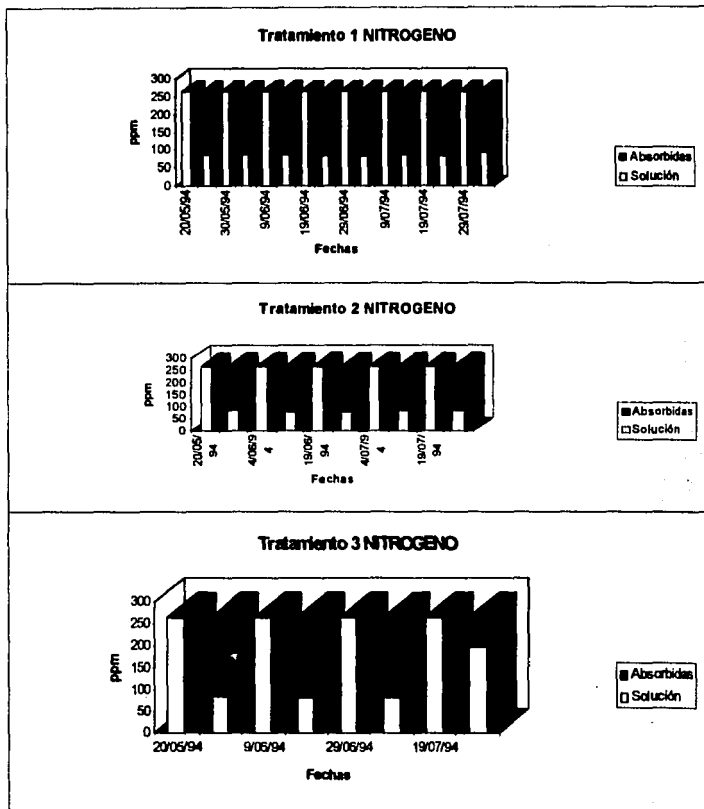 Tratamiento 1 NITROGENO
300
250
200
150
100
50
0
ppm
20/05/94
30/05/94
9/06/94
19/06/94
29/06/94
9/07/94
19/07/94
29/07/94
Fechas
Absorbidas
Solución
Tratamiento 2 NITROGENO
300
250
200
150
100
50
0
ppm
20/05/
94
4/06/9
4
19/06/
94
4/07/9
4
19/07/
94
Fechas
Absorbidas
Solución
Tratamiento 3 NITROGENO
300
250
200
150
100
50
0
ppm
20/05/94
9/06/94
29/06/94
19/07/94
Fechas
Absorbidas
Solución